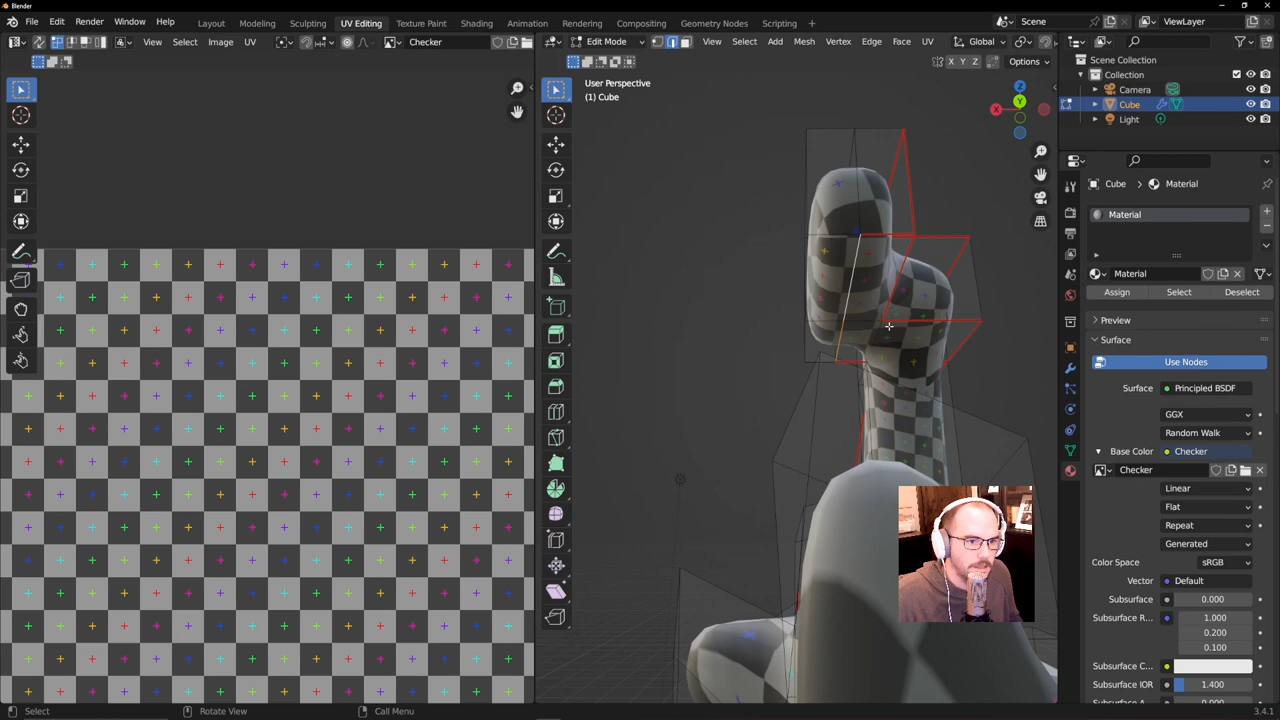 Blender
File Edit Render Window Help
Layout Modeling Sculpting UV Editing Texture Paint Shading Animation Rendering Compositing Geometry Nodes Scripting +
Scene
ViewLayer
View Select Image UV
Checker
Edit Mode
View Select Add Mesh Vertex Edge Face UV
Global
X Y Z
Options
User Perspective
(1) Cube
Z
Y
X
Scene Collection
Collection
Camera
Cube
Light
Cube > Material
Material
Material
Assign Select Deselect
Preview
Surface
Use Nodes
Surface Principled BSDF
GGX
Random Walk
Base Color Checker
Checker
Linear
Flat
Repeat
Generated
Color Space sRGB
Vector Default
Subsurface 0.000
Subsurface R... 1.000
0.200
0.100
Subsurface C...
Subsurface IOR 1.400
Select
Rotate View
Call Menu
3.4.1